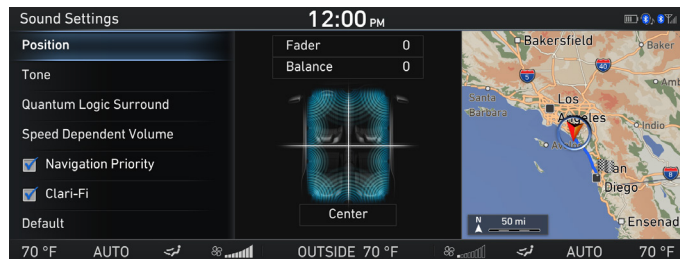 Sound Settings
12:00 PM
Position
Tone
Quantum Logic Surround
Speed Dependent Volume
Navigation Priority
Clari-Fi
Default
Fader 0
Balance 0
Center
Bakersfield
Baker
40
5
Santa
Barbara
Los
Angeles
Indio
San
Diego
8
Ensenad
N
50 mi
70 °F AUTO OUTSIDE 70 °F AUTO 70 °F